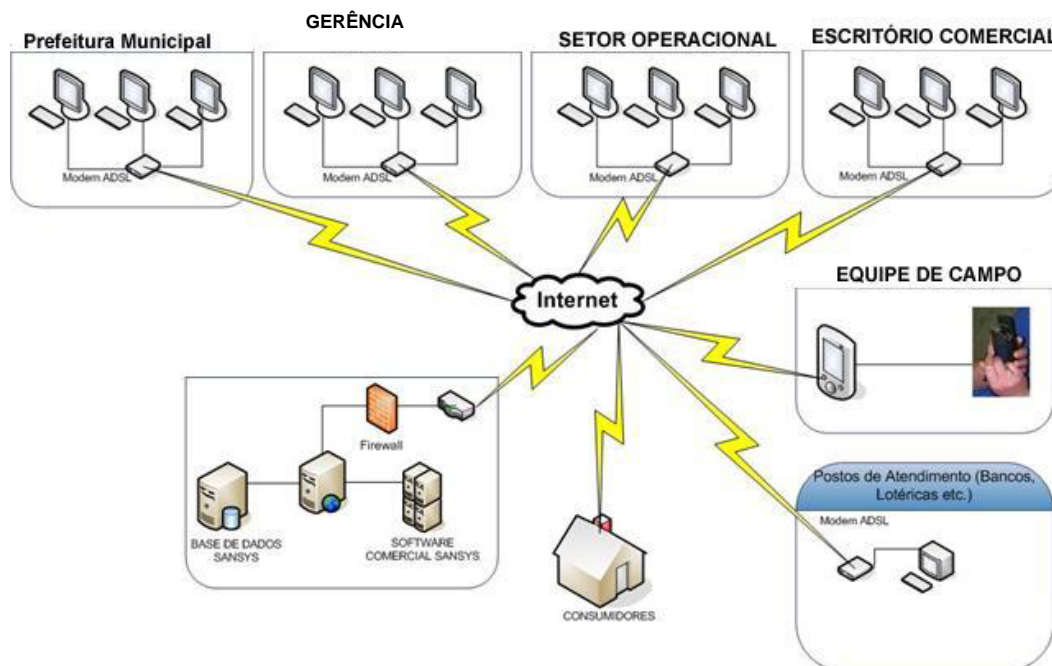 GERÊNCIA
Prefeitura Municipal
SETOR OPERACIONAL
ESCRITÓRIO COMERCIAL
Modem ADSL
Modem ADSL
Modem ADSL
Modem ADSL
Internet
EQUIPE DE CAMPO
Firewall
BASE DE DADOS
SANSYS
SOFTWARE
COMERCIAL SANSYS
CONSUMIDORES
Postos de Atendimento (Bancos,
Lotéricas etc.)
Modem ADSL